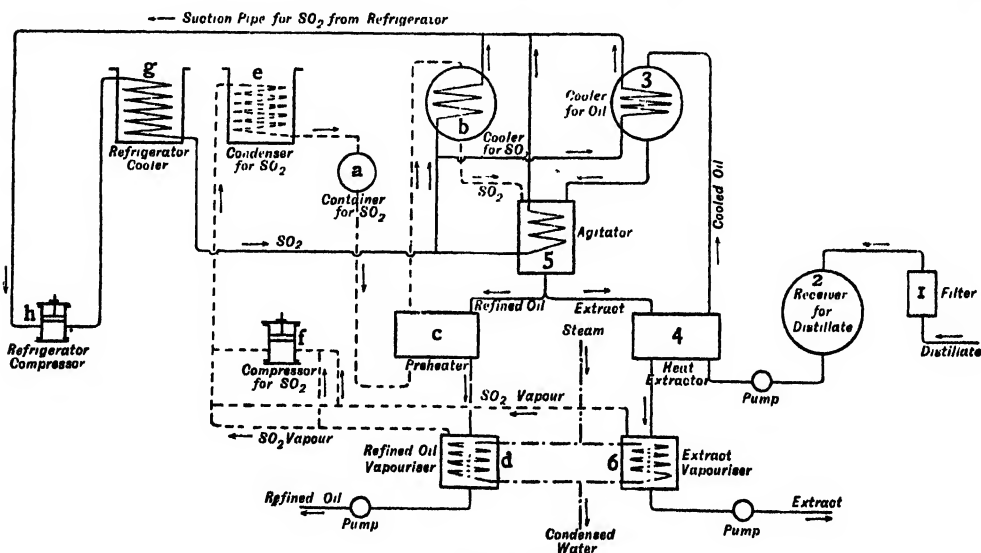 Suction Pipe for SO2 from Refrigerator
g
e
b
3
Cooler for Oil
Cooler for SO
Refrigerator Cooler
Condenser for SO2
a
Container for SO2
SO2
SO2
Agitator
5
Cooled Oil
Refined Oil
Extract
h
Refrigerator Compressor
f
Compressor for SO2
c
Preheater
Steam
4
Heat Extractor
2
Receiver for Distillate
I
Filter
Distillate
Pump
SO2 Vapour
SO2 Vapour
Refined Oil Vapouriser
d
6
Extract Vapouriser
Refined Oil
Pump
Condensed Water
Pump
Extract